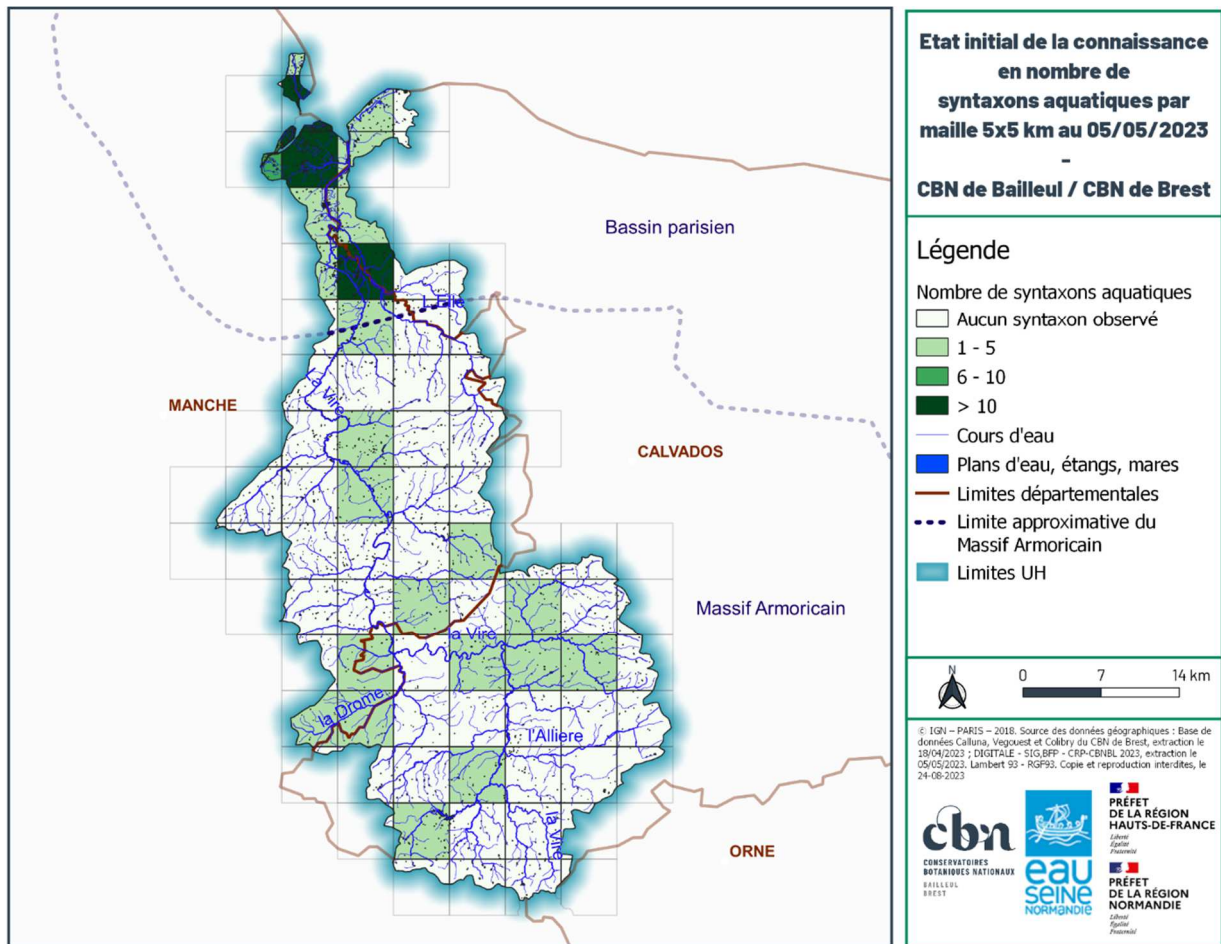 Etat initial de la connaissance
en nombre de
syntaxons aquatiques par
maille 5x5 km au 05/05/2023
-
CBN de Bailleul / CBN de Brest
Légende
Nombre de syntaxons aquatiques
Aucun syntaxon observé
1 - 5
6 - 10
> 10
Cours d'eau
Plans d'eau, étangs, mares
Limites départementales
Limite approximative du
Massif Armoricain
Limites UH
N
0 7 14 km
© IGN – PARIS – 2018. Source des données géographiques : Base de
données Calluna, Vegouest et Colibry du CBN de Brest, extraction le
18/04/2023 ; DIGITALE - SIG,BFP - CRP-CBNBL 2023, extraction le
05/05/2023. Lambert 93 - RGF93. Copie et reproduction interdites, le
24-08-2023
cbn
CONSERVATOIRES
BOTANIQUES NATIONAUX
BAILLEUL
BREST
eau
SEINE
NORMANDIE
PRÉFET
DE LA RÉGION
HAUTS-DE-FRANCE
Liberté
Égalité
Fraternité
PRÉFET
DE LA RÉGION
NORMANDIE
Liberté
Égalité
Fraternité
Bassin parisien
MANCHE
La Vire
CALVADOS
Massif Armoricain
la Vire
la Drome
l'Alliere
la Vire
ORNE